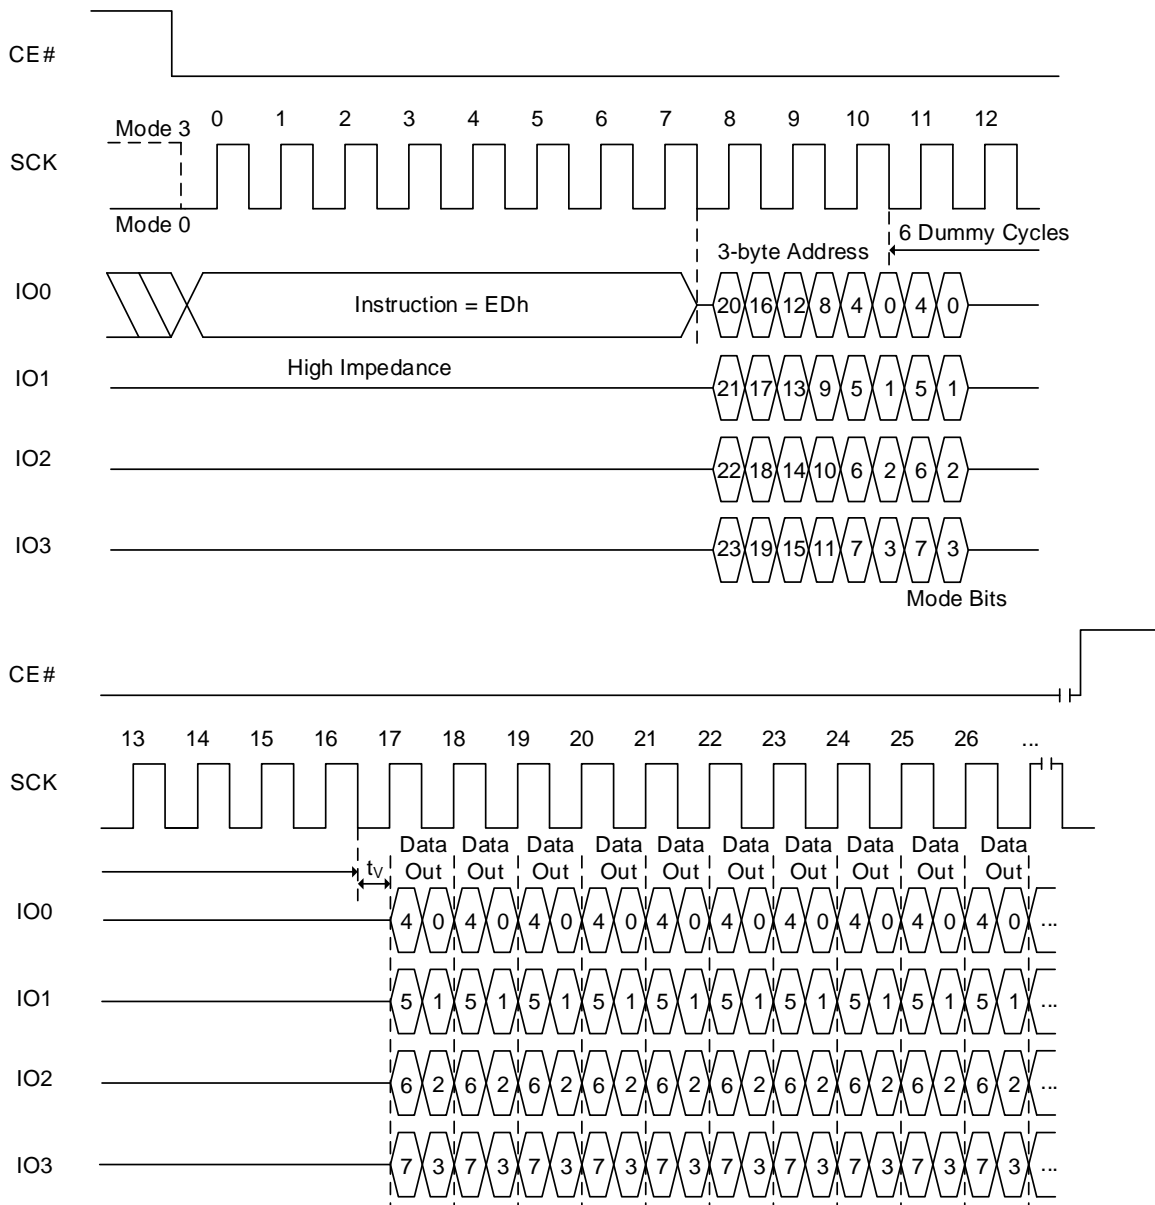 CE#
Mode 3
0 1 2 3 4 5 6 7 8 9 10 11 12
SCK
Mode 0
6 Dummy Cycles
3-byte Address
IO0
Instruction = EDh
20 16 12 8 4 0 4 0
High Impedance
IO1
21 17 13 9 5 1 5 1
IO2
22 18 14 10 6 2 6 2
IO3
23 19 15 11 7 3 7 3
Mode Bits
CE#
13 14 15 16 17 18 19 20 21 22 23 24 25 26 ...
SCK
Data Data Data Data Data Data Data Data Data Data
tV Out Out Out Out Out Out Out Out Out Out
IO0
4 0 4 0 4 0 4 0 4 0 4 0 4 0 4 0 4 0 4 0 ...
IO1
5 1 5 1 5 1 5 1 5 1 5 1 5 1 5 1 5 1 5 1 ...
IO2
6 2 6 2 6 2 6 2 6 2 6 2 6 2 6 2 6 2 6 2 ...
IO3
7 3 7 3 7 3 7 3 7 3 7 3 7 3 7 3 7 3 7 3 ...